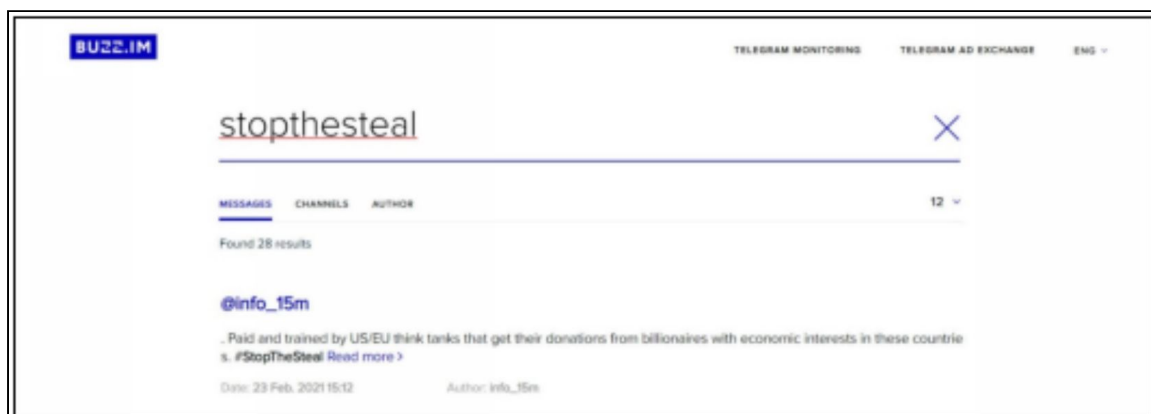 BUZZ.IM
TELEGRAM MONITORING TELEGRAM AD EXCHANGE ENG
stopthesteal
MESSAGES CHANNELS AUTHOR 12
Found 28 results
@info_15m
. Paid and trained by US/EU think tanks that get their donations from billionaires with economic interests in these countrie
s. #StopTheSteal Read more >
Date: 23 Feb. 2021 15:12 Author: info_15m